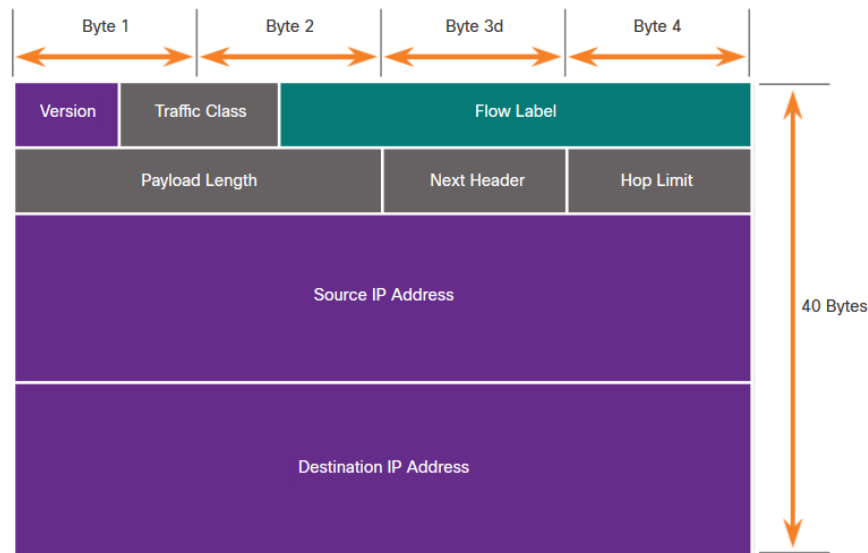 Byte 1 Byte 2 Byte 3d Byte 4
Version Traffic Class Flow Label
Payload Length Next Header Hop Limit
Source IP Address
40 Bytes
Destination IP Address